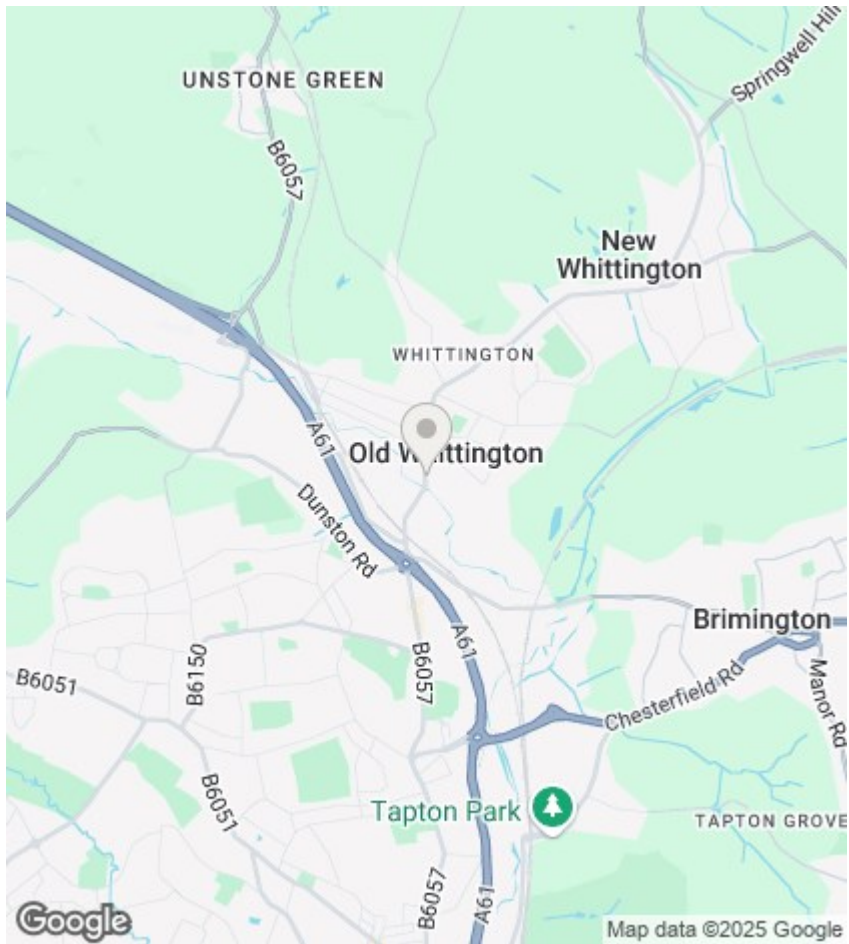 UNSTONE GREEN
Springwell Hill
B6057
New
Whittington
WHITTINGTON
A61
Old Whittington
Dunston Rd
Brimington
A61
B6057
B6150
B6051
Chesterfield Rd
Manor Rd
B6051
Tapton Park
TAPTON GROVE
B6057
A61
Google
Map data ©2025 Google